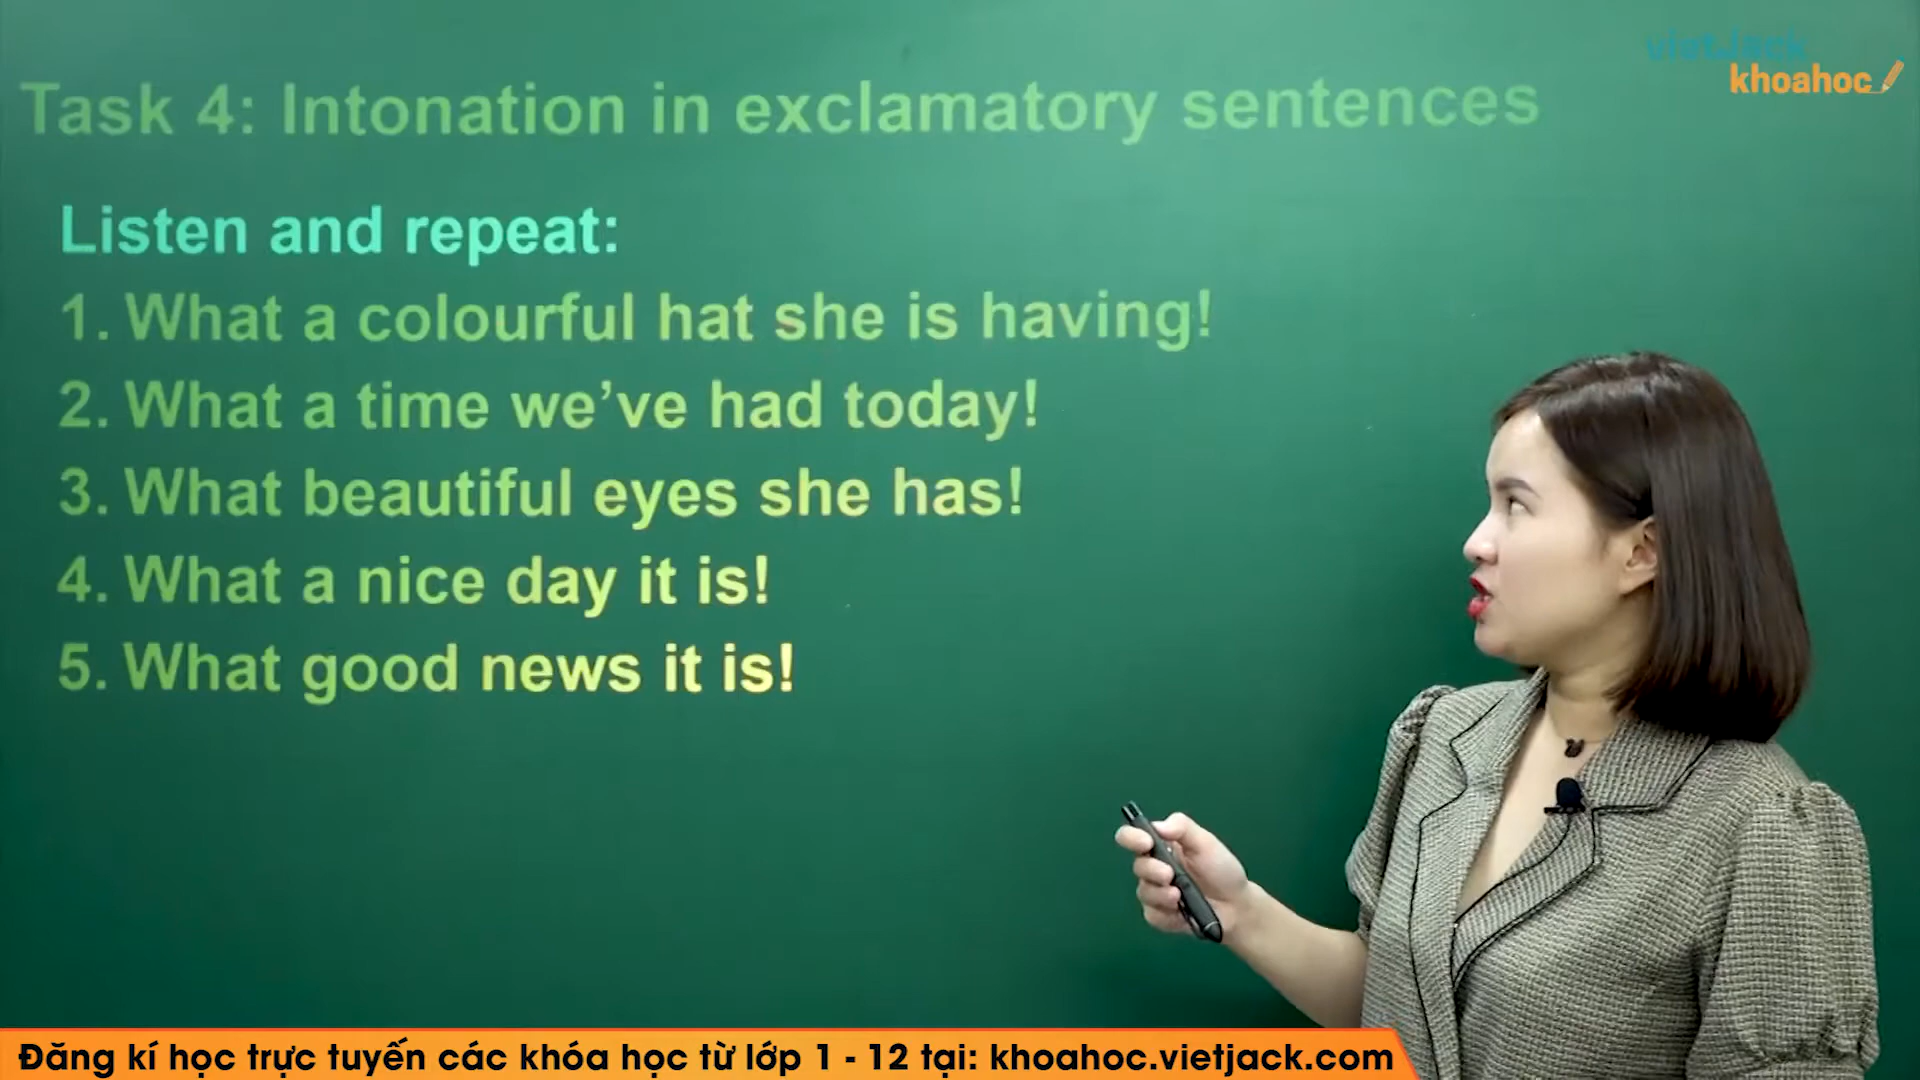 vietjack
khoahoc
Task 4: Intonation in exclamatory sentences
Listen and repeat:
1. What a colourful hat she is having!
2. What a time we’ve had today!
3. What beautiful eyes she has!
4. What a nice day it is!
5. What good news it is!
Đăng kí học trực tuyến các khóa học từ lớp 1 - 12 tại: khoahoc.vietjack.com